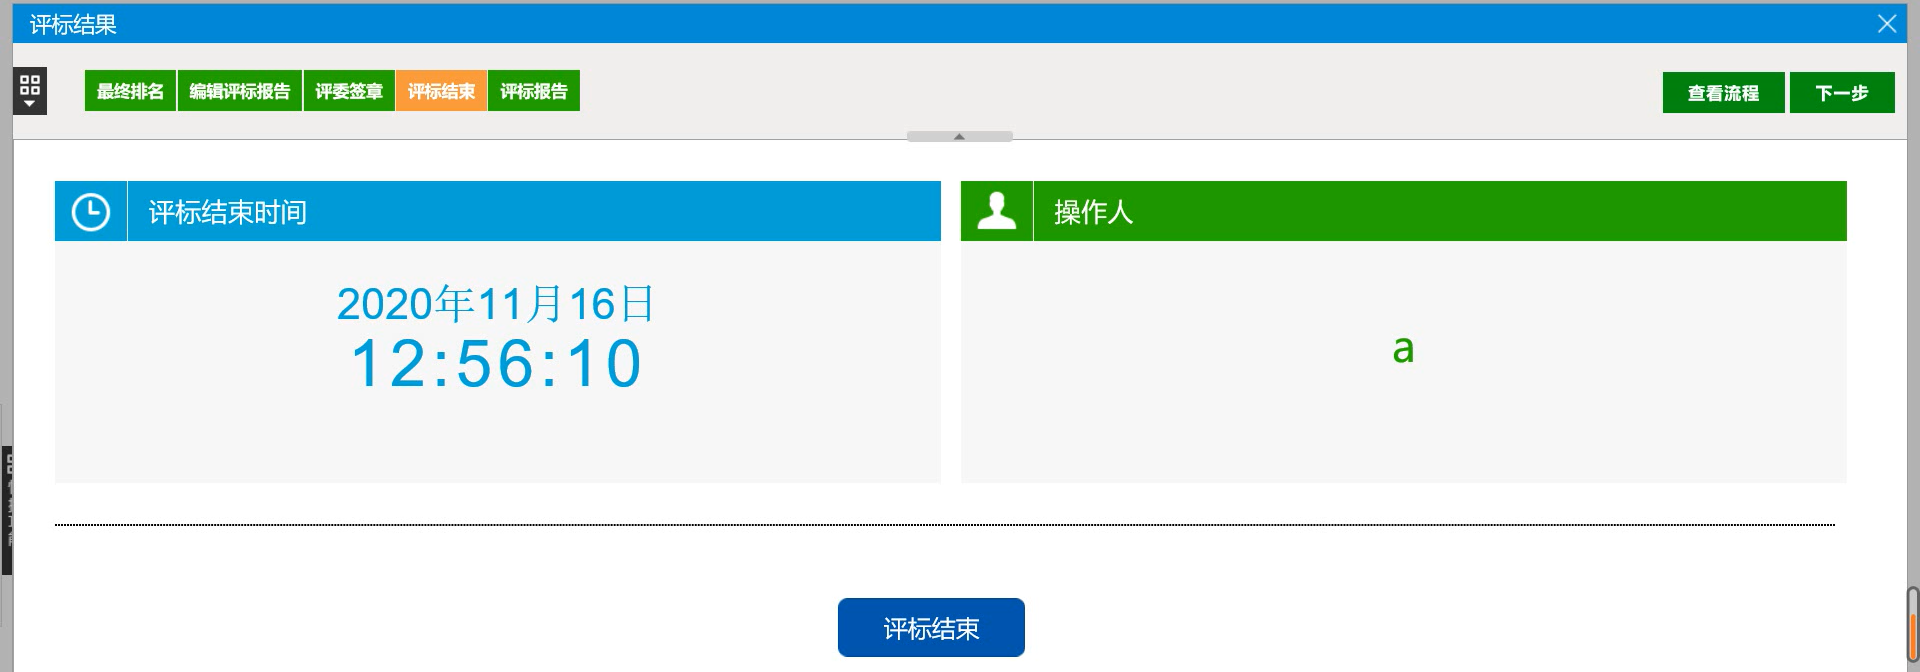 评标结果
最终排名 编辑评标报告 评委签章 评标结束 评标报告 查看流程 下一步
评标结束时间 操作人
2020年11月16日
12:56:10
a
评标结束